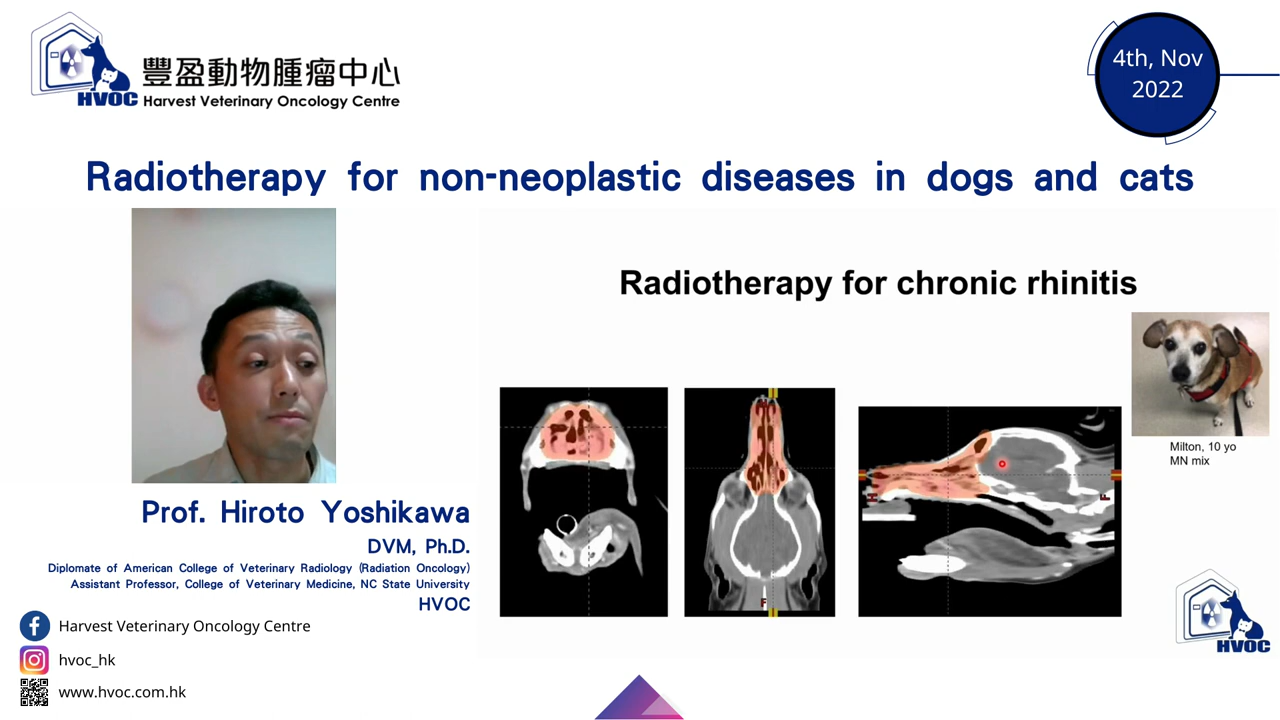 豐盈動物腫瘤中心
HVOC Harvest Veterinary Oncology Centre
4th, Nov
2022
Radiotherapy for non-neoplastic diseases in dogs and cats
Radiotherapy for chronic rhinitis
Milton, 10 yo
MN mix
Prof. Hiroto Yoshikawa
DVM, Ph.D.
Diplomate of American College of Veterinary Radiology (Radiation Oncology)
Assistant Professor, College of Veterinary Medicine, NC State University
HVOC
Harvest Veterinary Oncology Centre
hvoc_hk
www.hvoc.com.hk
H
F
H
F
HVOC